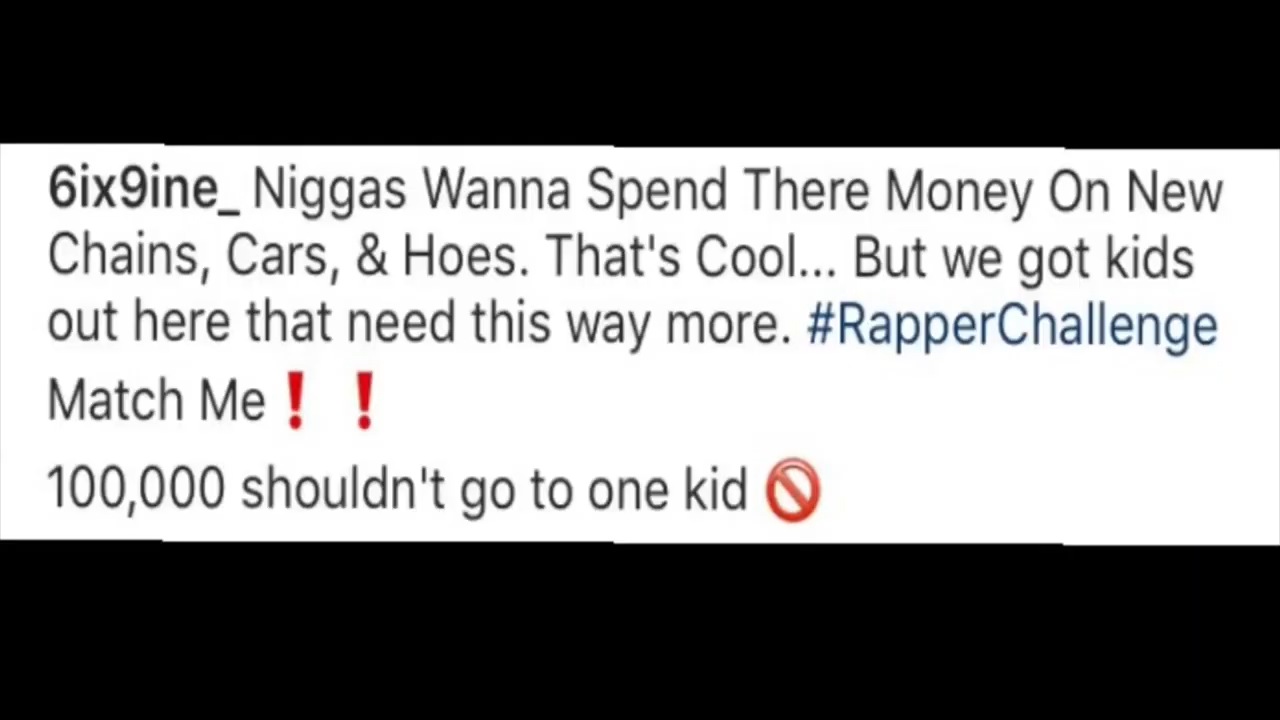 6ix9ine_ Niggas Wanna Spend There Money On New
Chains, Cars, & Hoes. That's Cool... But we got kids
out here that need this way more. #RapperChallenge
Match Me❗ ❗
100,000 shouldn't go to one kid 🚫